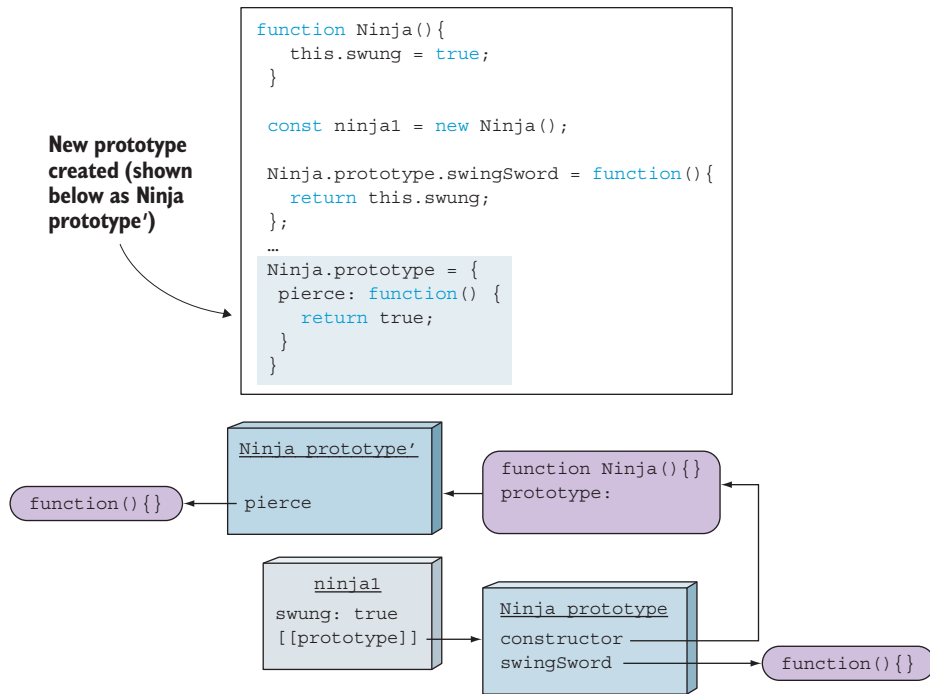 function Ninja(){
this.swung = true;
}
const ninja1 = new Ninja();
Ninja.prototype.swingSword = function(){
return this.swung;
};
…
Ninja.prototype = {
pierce: function() {
return true;
}
}
New prototype
created (shown
below as Ninja
prototype′)
Ninja prototype′
pierce
function(){}
function Ninja(){}
prototype:
ninja1
swung: true
[[prototype]]
Ninja prototype
constructor
swingSword
function(){}